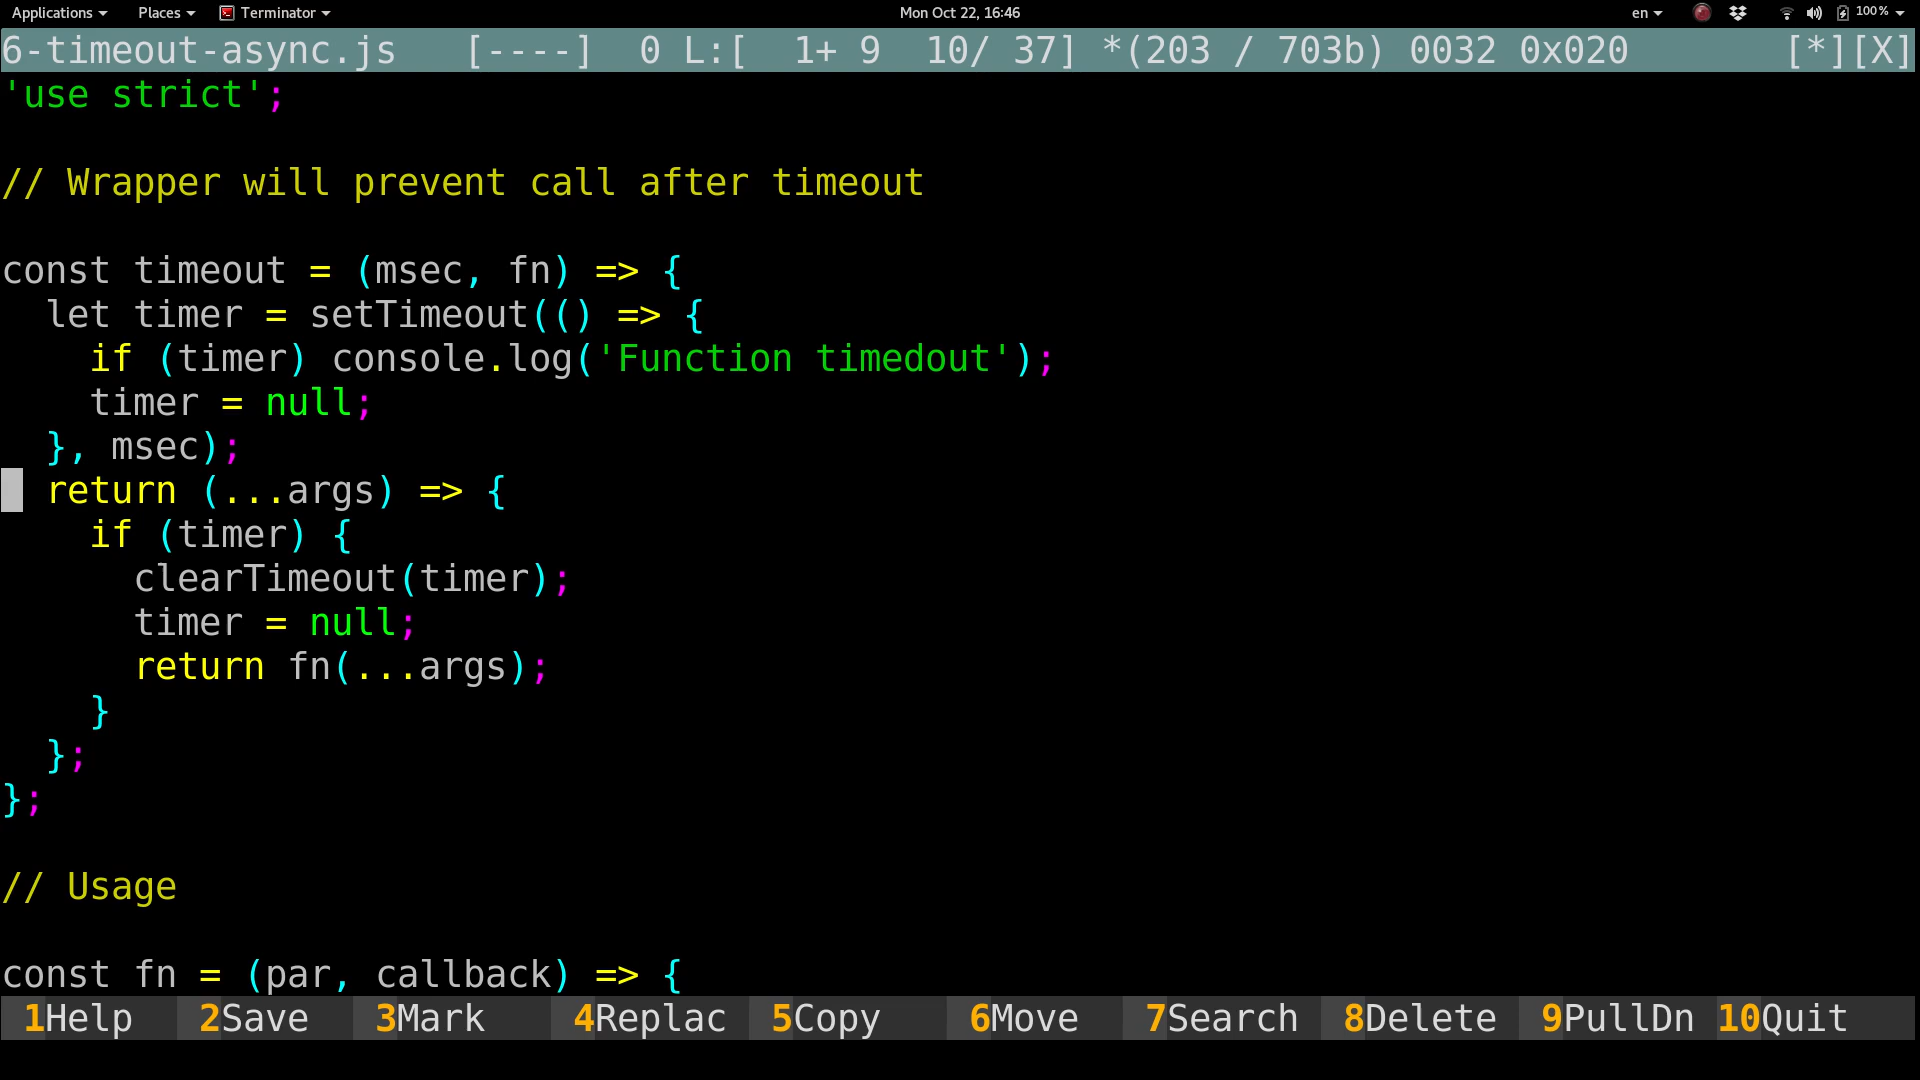 Applications Places Terminator Mon Oct 22, 16:46 en 100%
6-timeout-async.js [----] 0 L:[ 1+ 9 10/ 37] *(203 / 703b) 0032 0x020 [*][X]
'use strict';
// Wrapper will prevent call after timeout
const timeout = (msec, fn) => {
let timer = setTimeout(() => {
if (timer) console.log('Function timedout');
timer = null;
}, msec);
return (...args) => {
if (timer) {
clearTimeout(timer);
timer = null;
return fn(...args);
}
};
};
// Usage
const fn = (par, callback) => {
1Help 2Save 3Mark 4Replac 5Copy 6Move 7Search 8Delete 9PullDn 10Quit